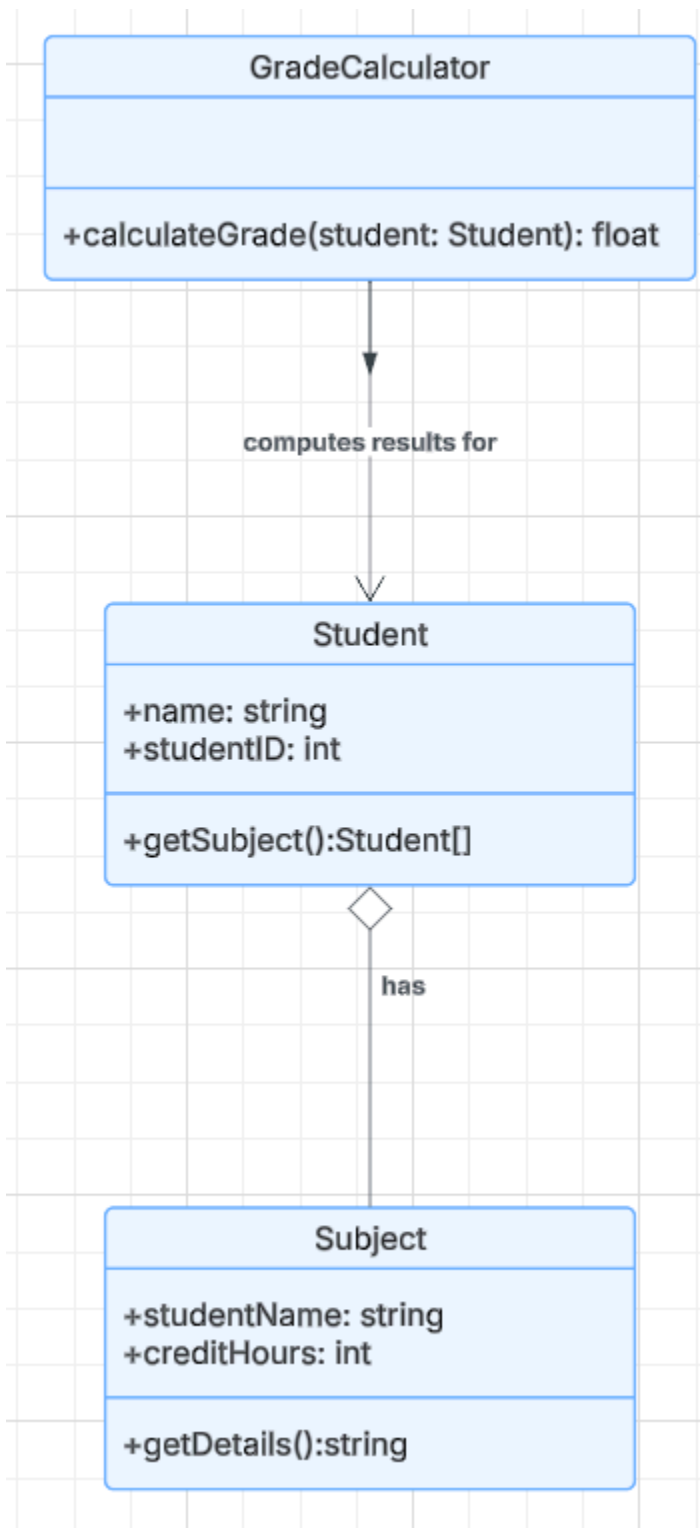 GradeCalculator
+calculateGrade(student: Student): float
computes results for
Student
+name: string
+studentID: int
+getSubject():Student[]
has
Subject
+studentName: string
+creditHours: int
+getDetails():string